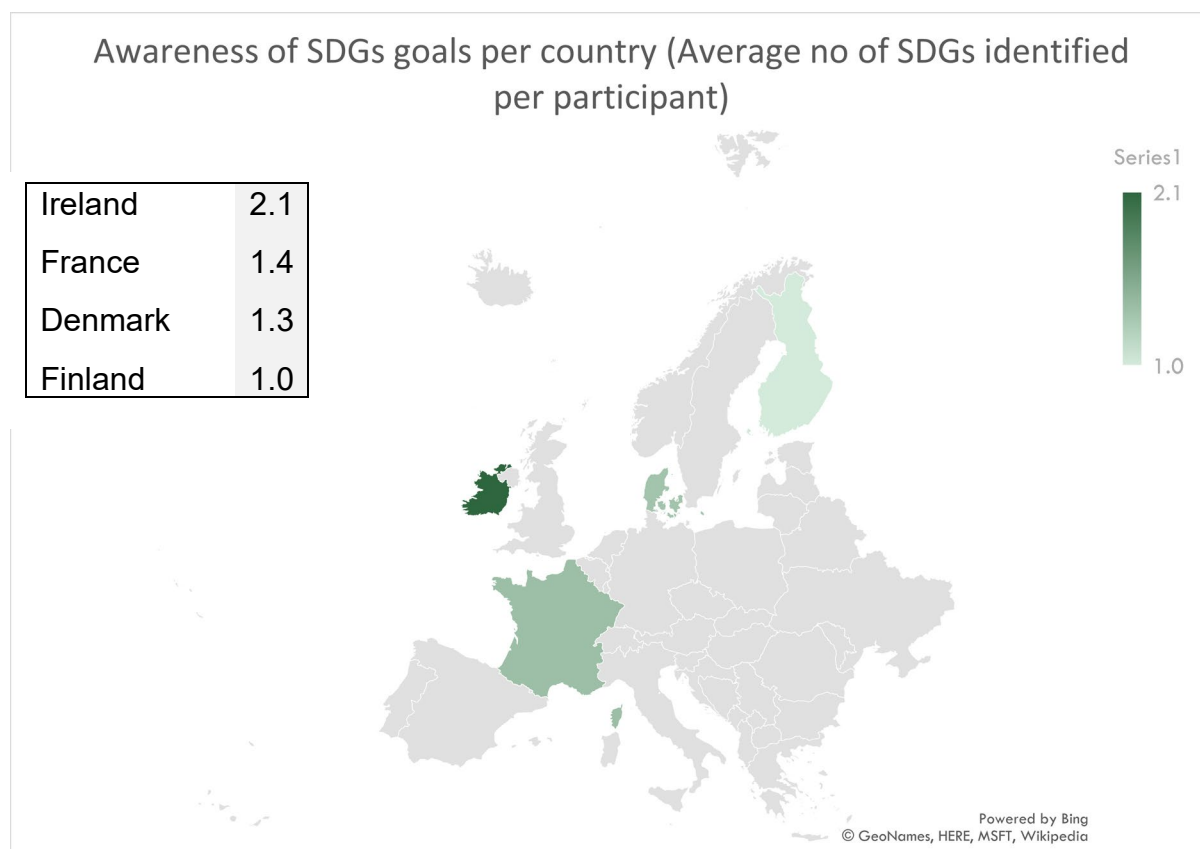 Awareness of SDGs goals per country (Average no of SDGs identified
per participant)
Series1
2.1
1.0
Ireland 2.1
France 1.4
Denmark 1.3
Finland 1.0
Powered by Bing
© GeoNames, HERE, MSFT, Wikipedia